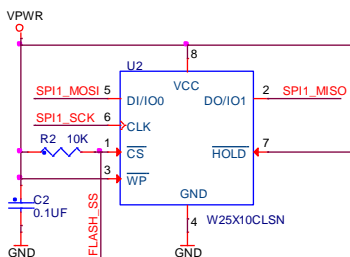 VPWR
U2
8
VCC
SPI1_MOSI 5 DI/IO0 DO/IO1 2 SPI1_MISO
SPI1_SCK 6 CLK
R2 10K 1 CS HOLD 7
3 WP
C2
0.1UF
GND
4
W25X10CLSN
FLASH_SS
GND
GND